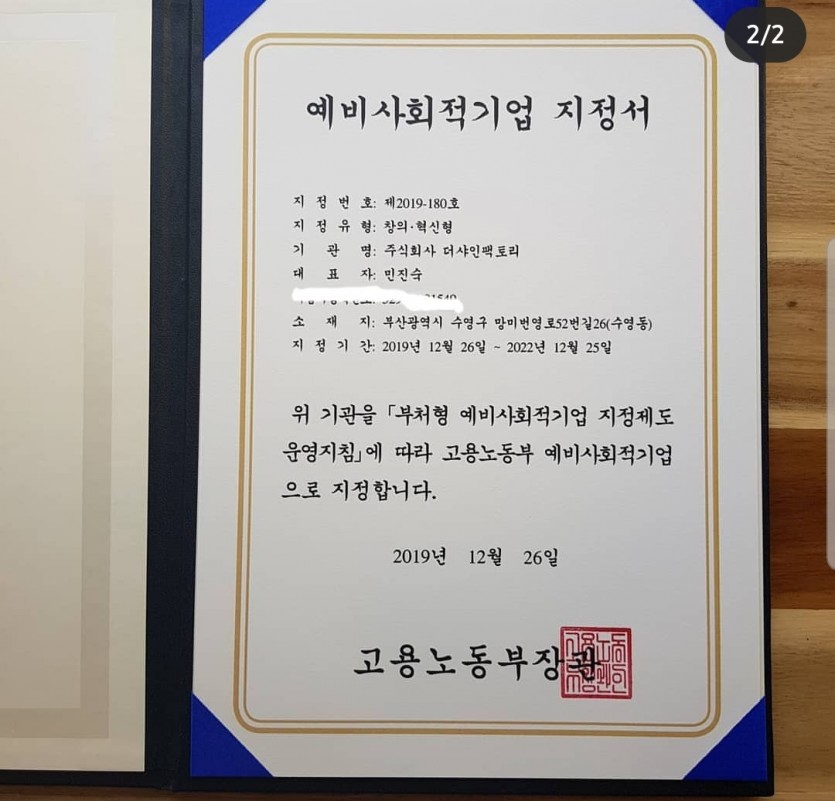 2/2
예비사회적기업 지정서
지 정 번 호: 제2019-180호
지 정 유 형: 창의·혁신형
기 관 명: 주식회사 더샤인팩토리
대 표 자: 민진숙
소 재 지: 부산광역시 수영구 망미번영로52번길26(수영동)
지 정 기 간: 2019년 12월 26일 ~ 2022년 12월 25일
위 기관을 「부처형 예비사회적기업 지정제도
운영지침」에 따라 고용노동부 예비사회적기업
으로 지정합니다.
2019년 12월 26일
고용노동부장관